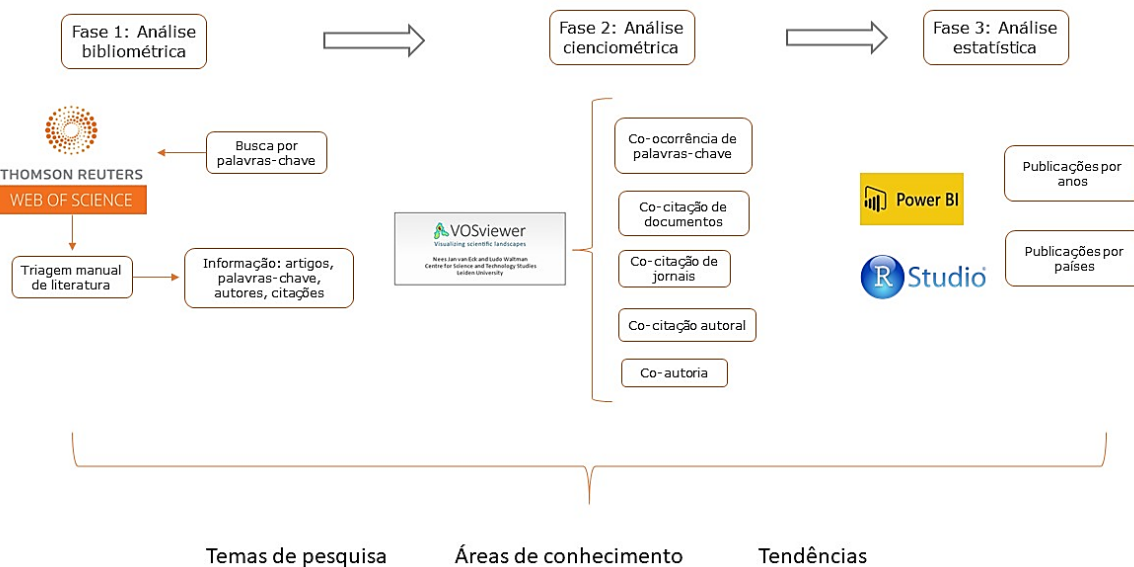 Fase 1: Análise
bibliométrica
Fase 2: Análise
cienciométrica
Fase 3: Análise
estatística
THOMSON REUTERS
WEB OF SCIENCE
Busca por
palavras-chave
Triagem manual
de literatura
Informação: artigos,
palavras-chave,
autores, citações
VOSviewer
Visualizing scientific landscapes
Nees Jan van Eck and Ludo Waltman
Centre for Science and Technology Studies
Leiden University
Co-ocorrência de
palavras-chave
Co-citação de
documentos
Co-citação de
jornais
Co-citação autoral
Co-autoria
Power BI
R Studio
Publicações por
anos
Publicações por
países
Temas de pesquisa
Áreas de conhecimento
Tendências